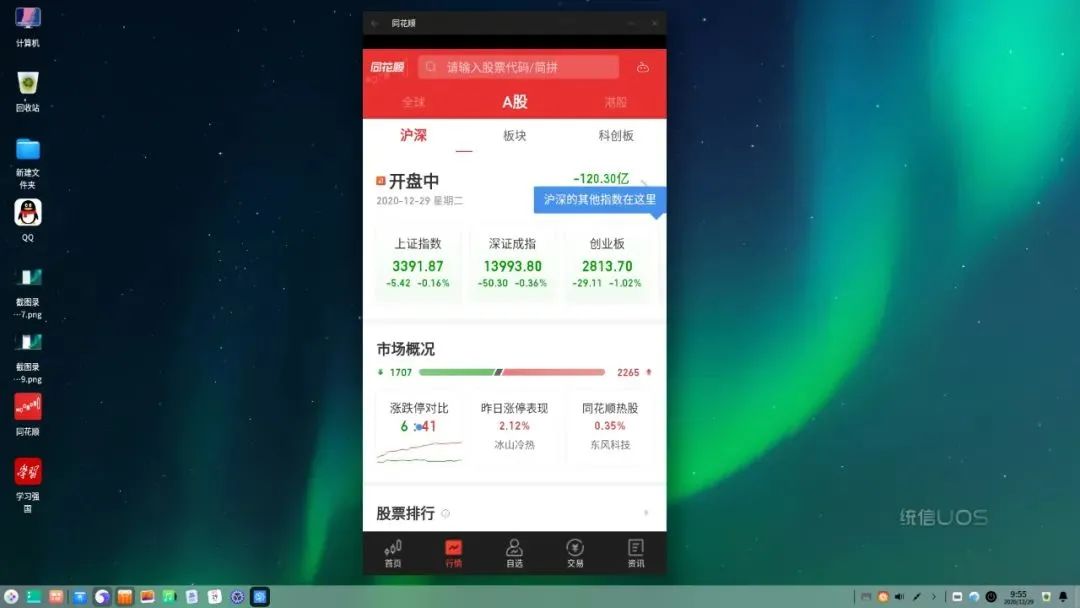 计算机
回收站
新建文
件夹
QQ
截图录
…7.png
截图录
…9.png
同花顺
学习
学习强
国
同花顺
同花顺
请输入股票代码/简拼
全球
A股
港股
沪深
板块
科创板
开盘中
-120.30亿
2020-12-29 星期二
沪深的其他指数在这里
上证指数
3391.87
-5.42 -0.16%
深证成指
13993.80
-50.30 -0.36%
创业板
2813.70
-29.11 -1.02%
市场概况
1707
2265
涨跌停对比
6 : 41
昨日涨停表现
2.12%
冰山冷热
同花顺热股
0.35%
东风科技
股票排行
首页
行情
自选
交易
资讯
统信UOS
9:55
2020/12/29